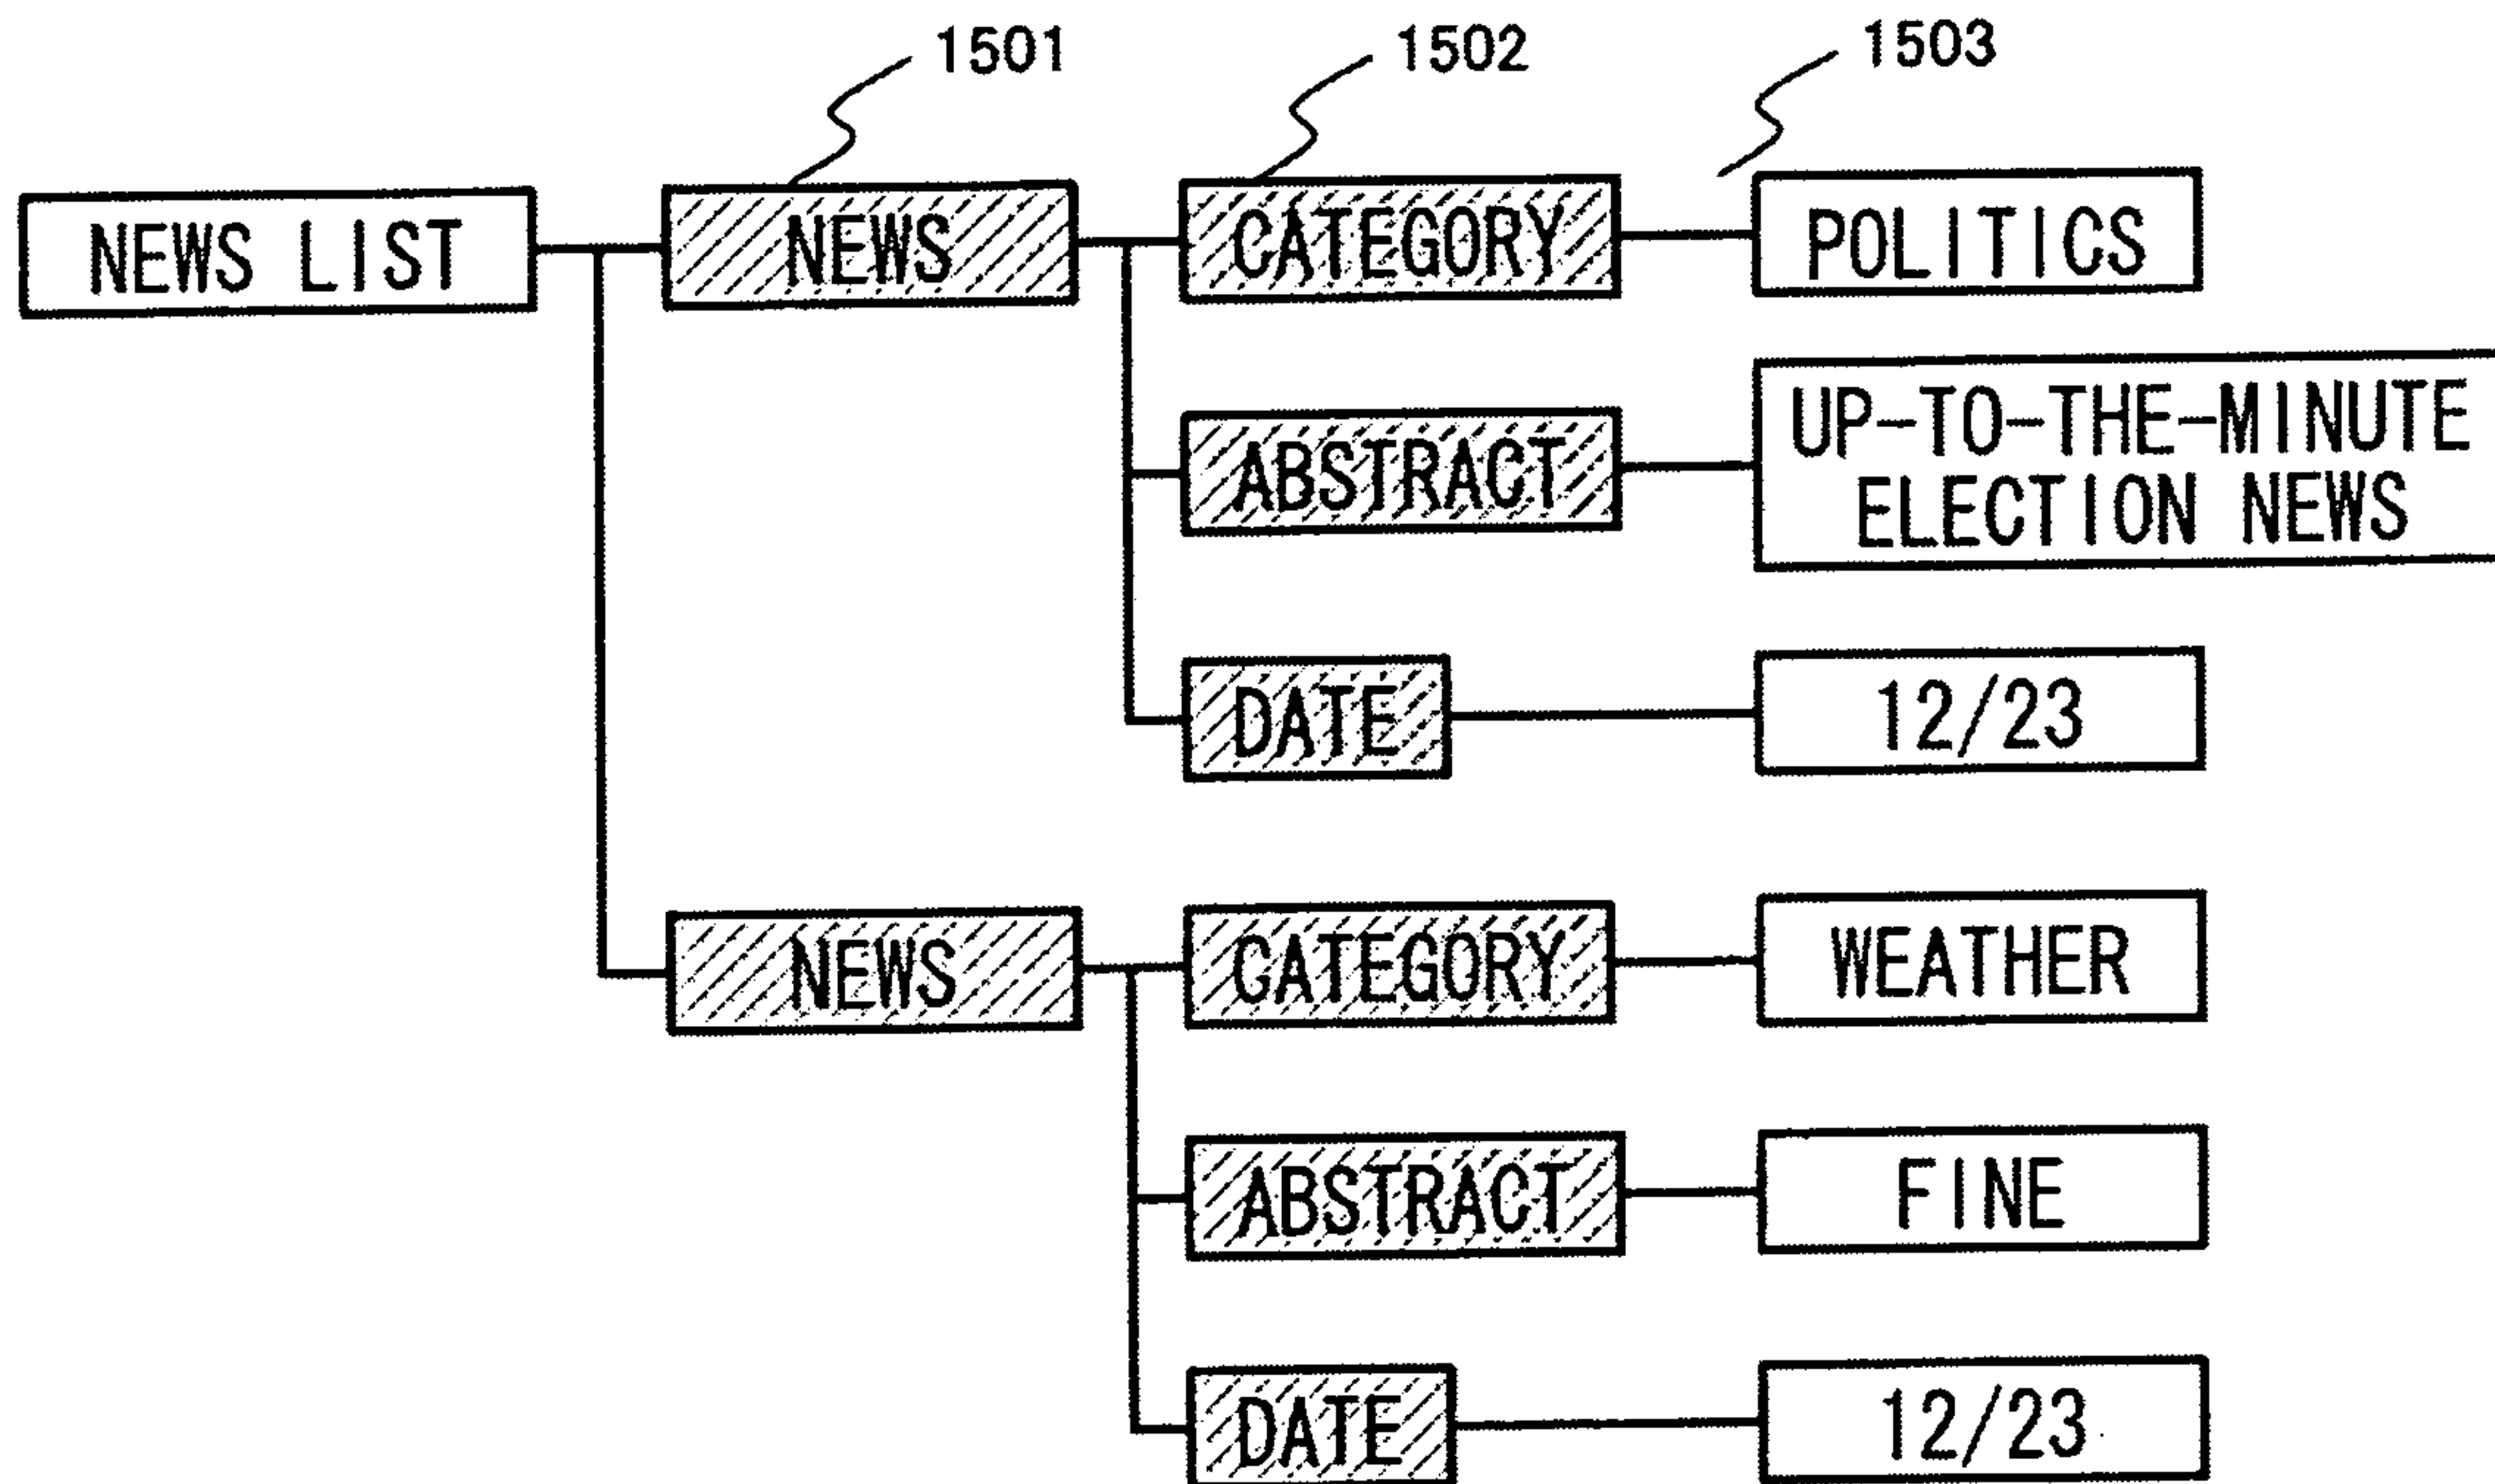 1501
1502
1503
NEWS LIST
NEWS
CATEGORY
POLITICS
ABSTRACT
UP-TO-THE-MINUTE
ELECTION NEWS
DATE
12/23
NEWS
CATEGORY
WEATHER
ABSTRACT
FINE
DATE
12/23